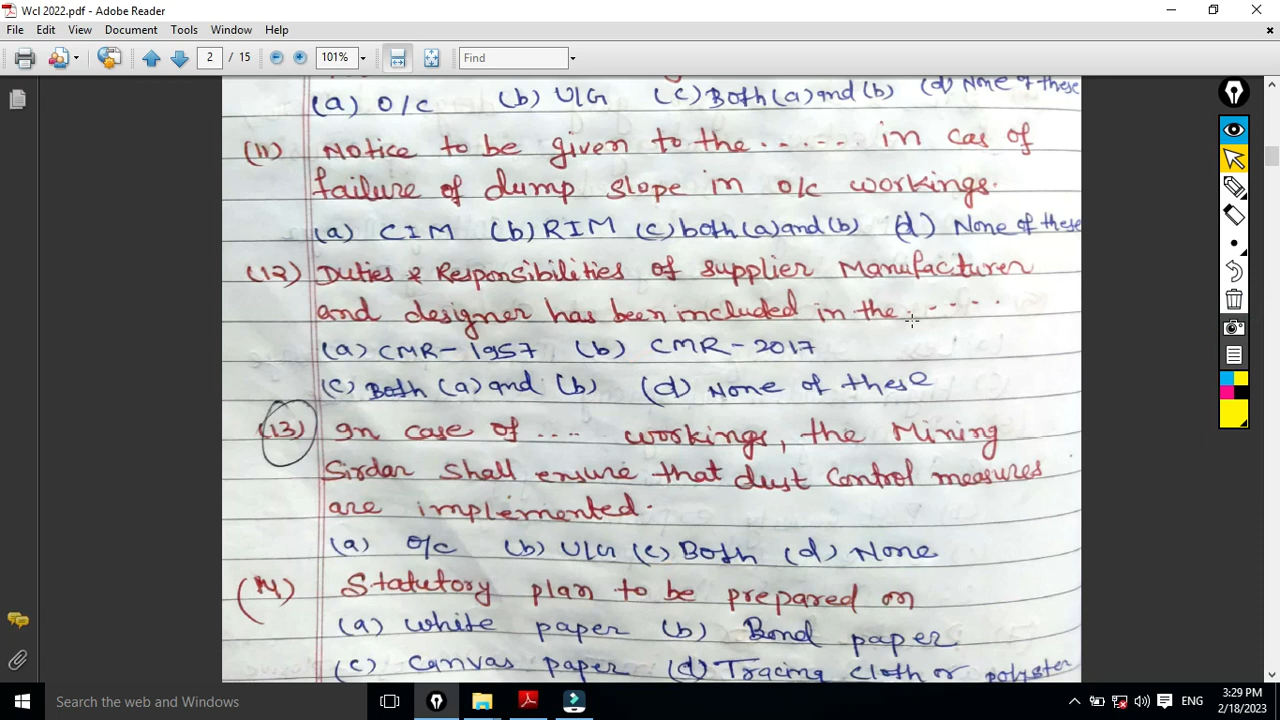 Wcl 2022.pdf - Adobe Reader
File Edit View Document Tools Window Help
2 / 15 101% Find
(a) O/C (b) U/G (c) Both (a) and (b) (d) None of these
(11) Notice to be given to the ...... in cas of
failure of dump slope in o/c workings.
(a) CIM (b) RIM (c) both (a) and (b) (d) None of these
(12) Duties & Responsibilities of supplier Manufacturer
and designer has been included in the .....
(a) CMR - 1957 (b) CMR - 2017
(c) Both (a) and (b) (d) None of these
(13) In case of .... workings, the Mining
Sirdar shall ensure that dust control measures
are implemented.
(a) o/c (b) U/G (c) Both (d) None
(14) Statutory plan to be prepared on
(a) white paper (b) Bond paper
(c) canvas paper (d) Tracing cloth or polyster
Search the web and Windows
ENG
3:29 PM
2/18/2023